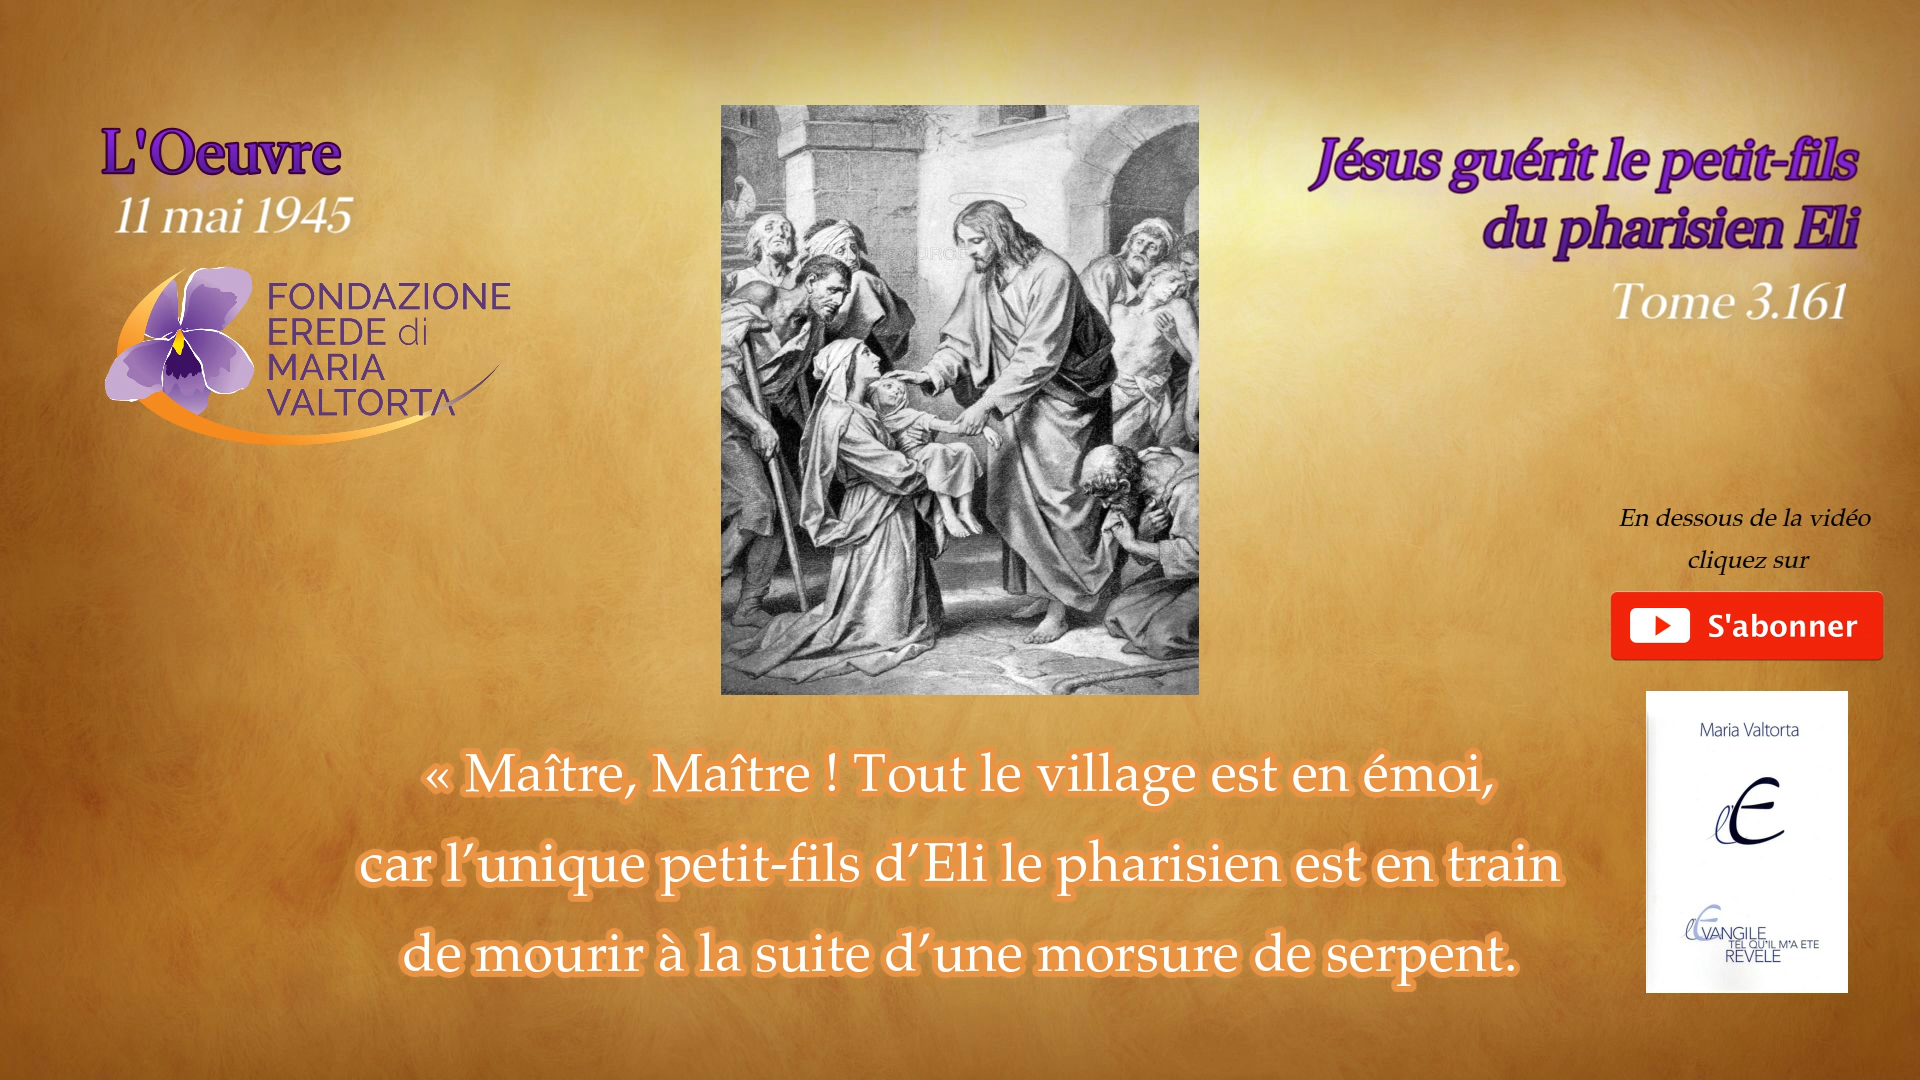 L'Oeuvre
11 mai 1945
FONDAZIONE
EREDE di
MARIA
VALTORTA
Jésus guérit le petit-fils
du pharisien Eli
Tome 3.161
En dessous de la vidéo
cliquez sur
S'abonner
Maria Valtorta
l'E
l'EVANGILE
TEL QU'IL M'A ETE
REVELE
« Maître, Maître ! Tout le village est en émoi,
car l’unique petit-fils d’Eli le pharisien est en train
de mourir à la suite d’une morsure de serpent.